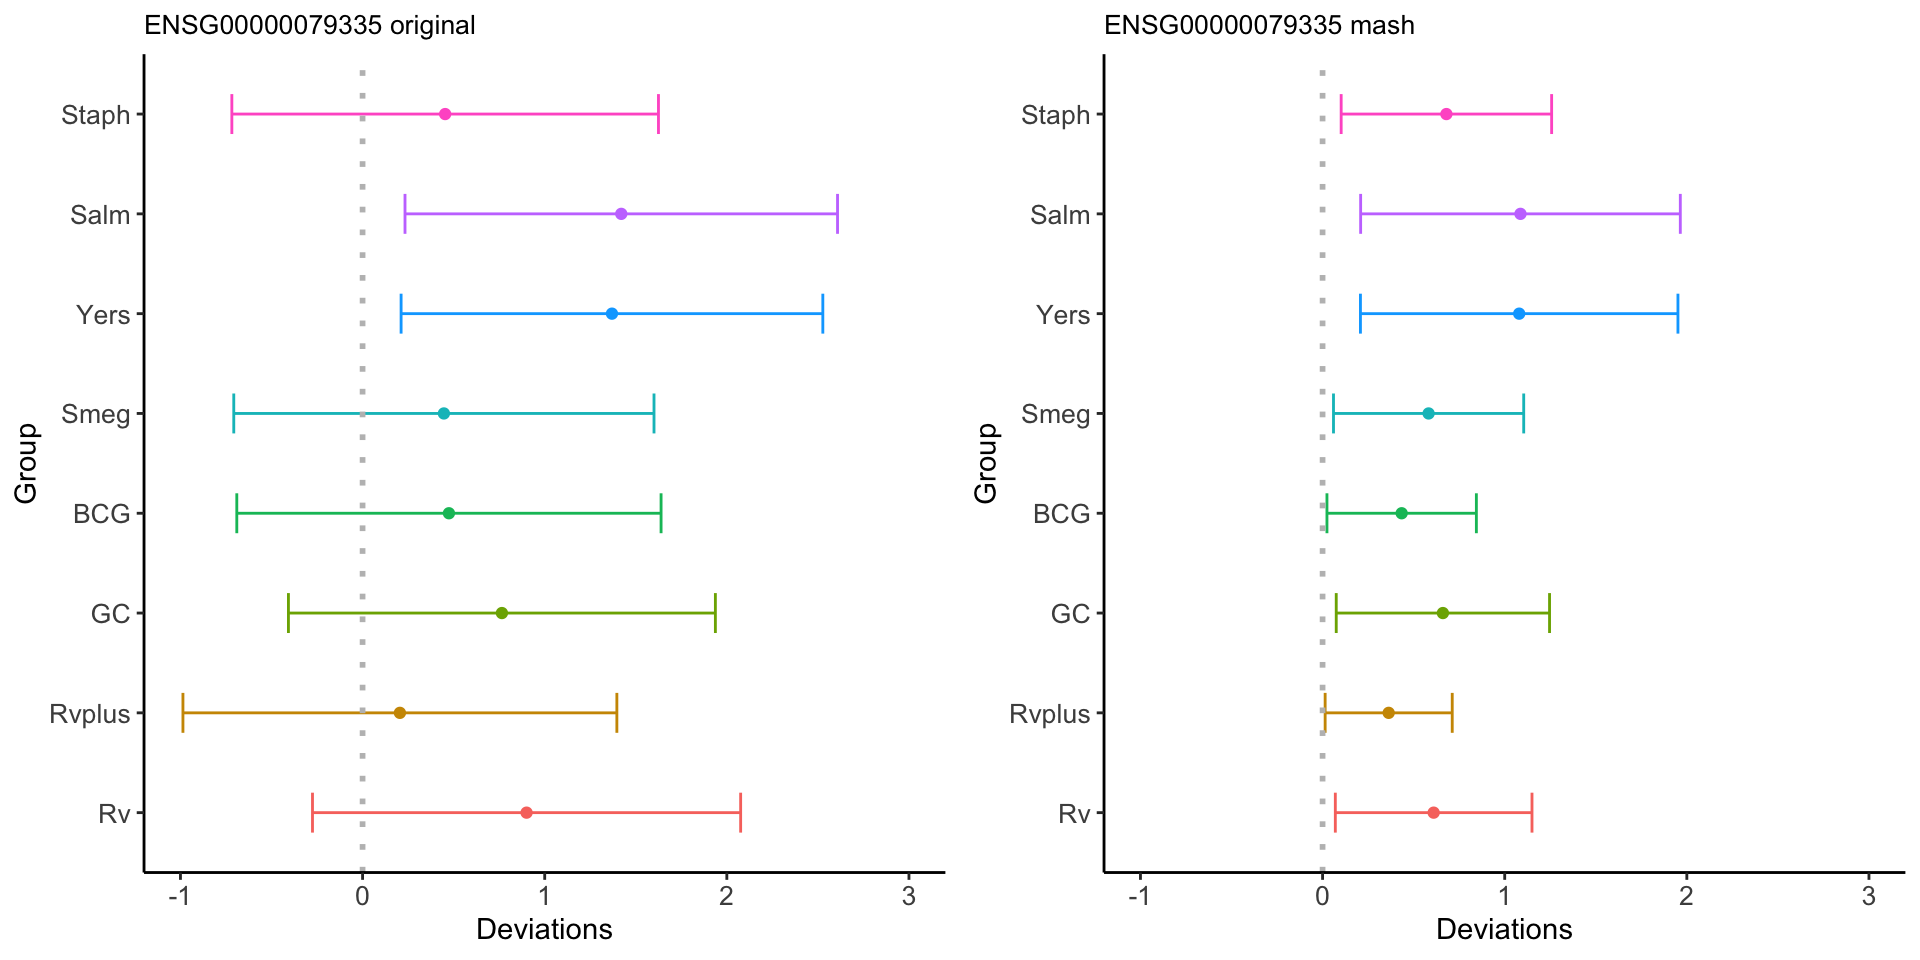 ENSG00000079335 original
Group
Staph
Salm
Yers
Smeg
BCG
GC
Rvplus
Rv
-1 0 1 2 3
Deviations
ENSG00000079335 mash
Group
Staph
Salm
Yers
Smeg
BCG
GC
Rvplus
Rv
-1 0 1 2 3
Deviations